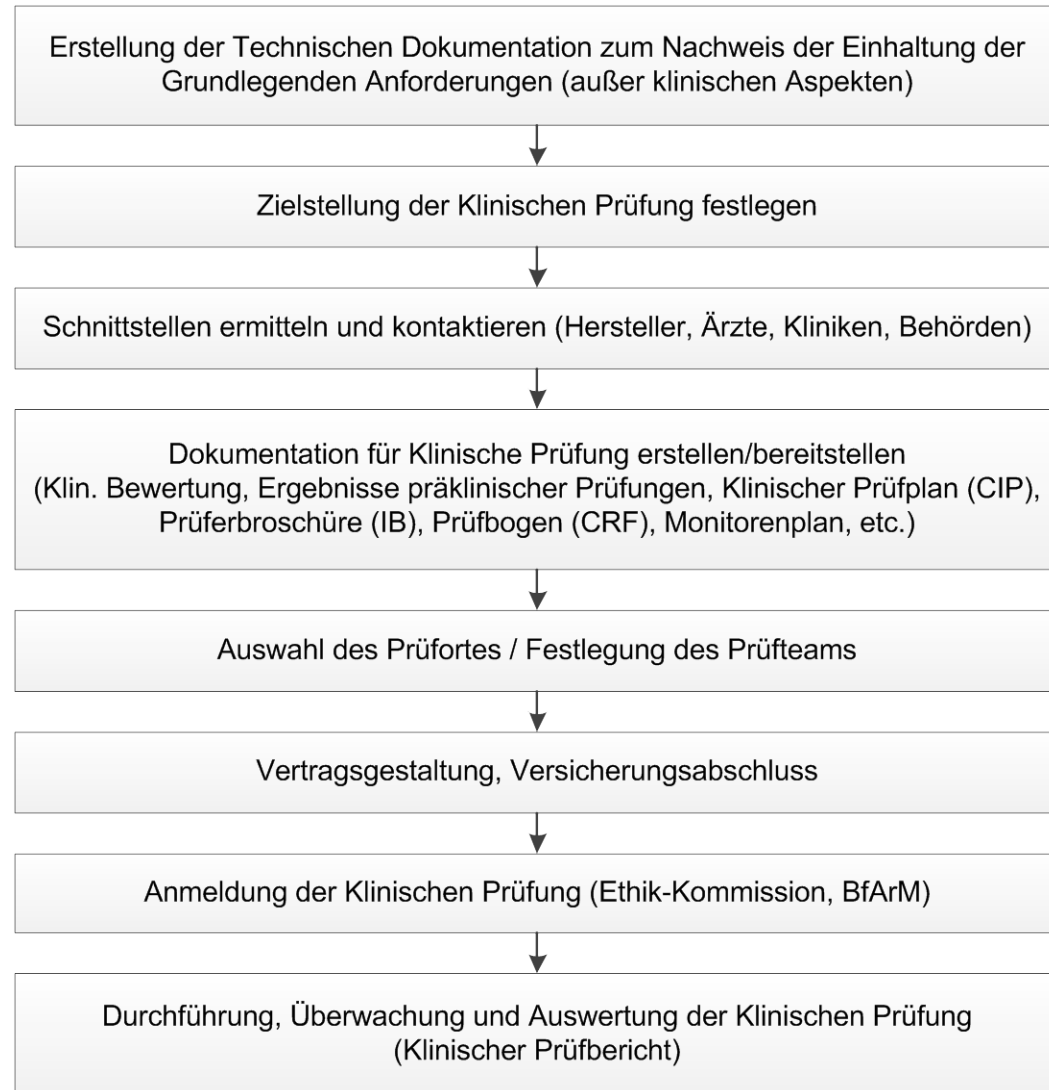 Erstellung der Technischen Dokumentation zum Nachweis der Einhaltung der
Grundlegenden Anforderungen (außer klinischen Aspekten)
Zielstellung der Klinischen Prüfung festlegen
Schnittstellen ermitteln und kontaktieren (Hersteller, Ärzte, Kliniken, Behörden)
Dokumentation für Klinische Prüfung erstellen/bereitstellen
(Klin. Bewertung, Ergebnisse präklinischer Prüfungen, Klinischer Prüfplan (CIP),
Prüferbroschüre (IB), Prüfbogen (CRF), Monitorenplan, etc.)
Auswahl des Prüfortes / Festlegung des Prüfteams
Vertragsgestaltung, Versicherungsabschluss
Anmeldung der Klinischen Prüfung (Ethik-Kommission, BfArM)
Durchführung, Überwachung und Auswertung der Klinischen Prüfung
(Klinischer Prüfbericht)